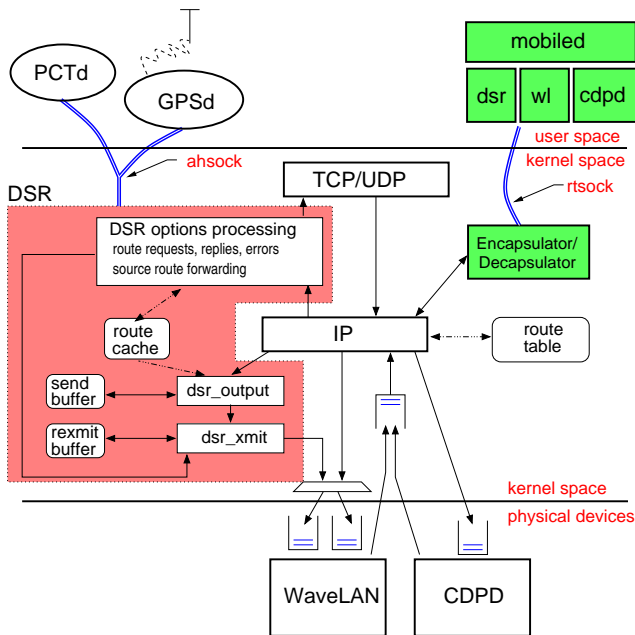 mobiled
PCTd
GPSd
dsr
wl
cdpd
user space
kernel space
ahsock
rtsock
TCP/UDP
DSR
DSR options processing
route requests, replies, errors
source route forwarding
Encapsulator/
Decapsulator
IP
route
table
route
cache
send
buffer
dsr_output
rexmit
buffer
dsr_xmit
kernel space
physical devices
WaveLAN
CDPD